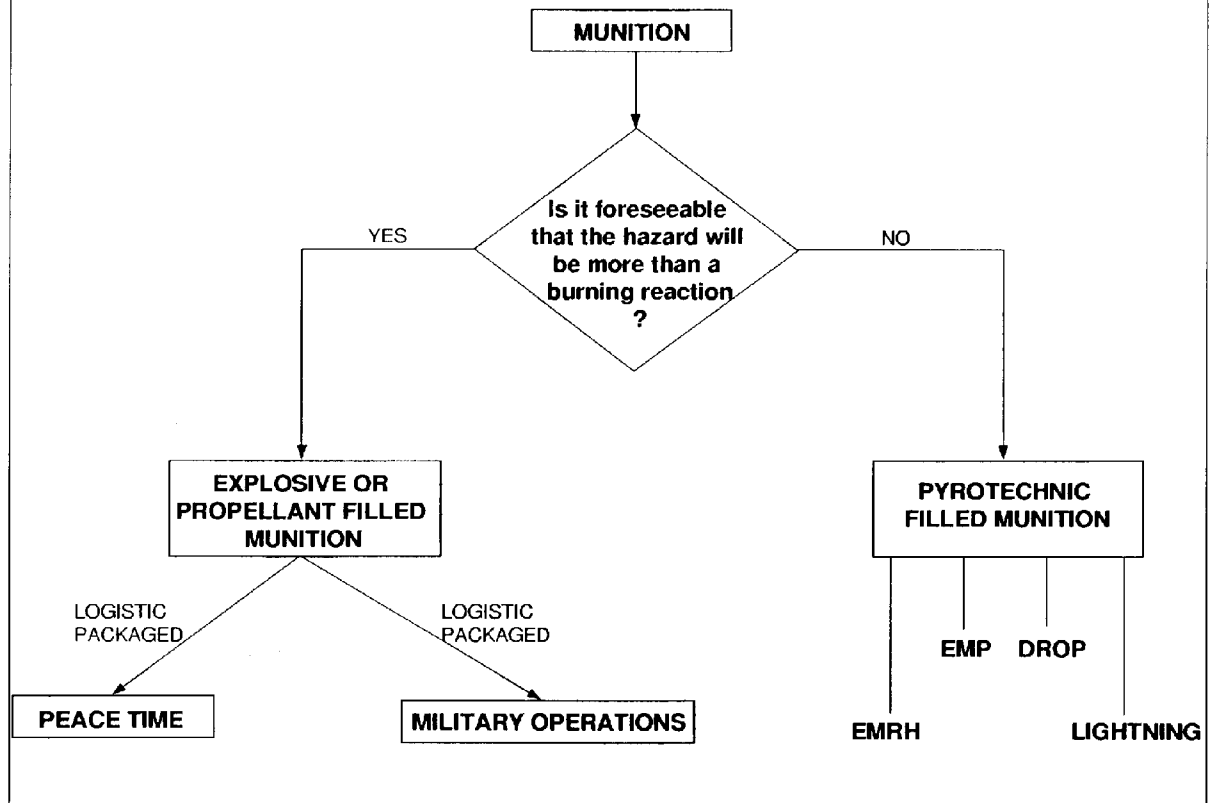 MUNITION
Is it foreseeable
that the hazard will
be more than a
burning reaction
?
YES
NO
EXPLOSIVE OR
PROPELLANT FILLED
MUNITION
PYROTECHNIC
FILLED MUNITION
LOGISTIC
PACKAGED
LOGISTIC
PACKAGED
EMP
DROP
PEACE TIME
MILITARY OPERATIONS
EMRH
LIGHTNING